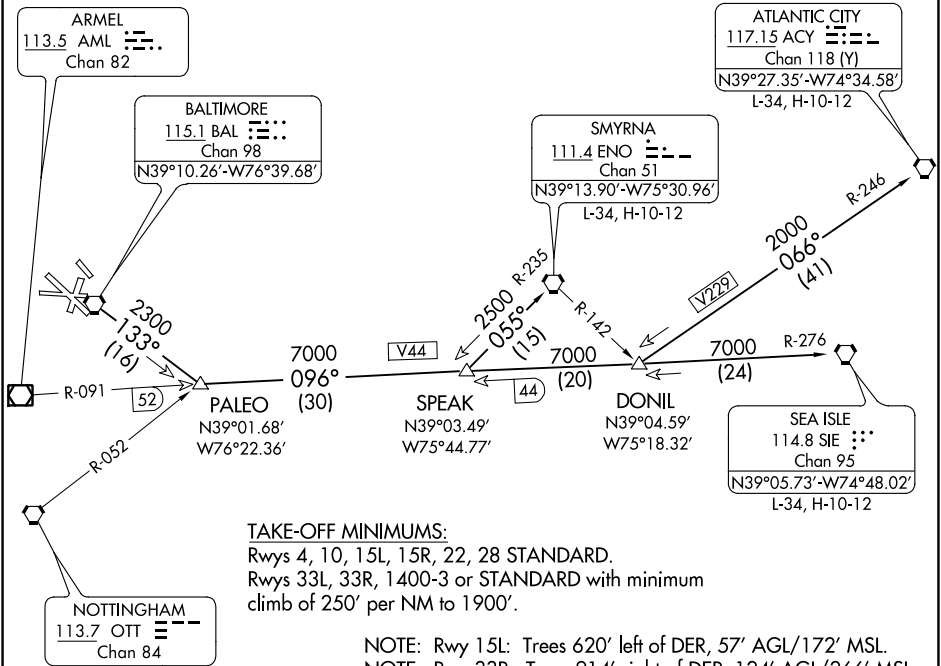 ARMEL
113.5 AML
Chan 82
BALTIMORE
115.1 BAL
Chan 98
N39°10.26'-W76°39.68'
SMYRNA
111.4 ENO
Chan 51
N39°13.90'-W75°30.96'
L-34, H-10-12
ATLANTIC CITY
117.15 ACY
Chan 118 (Y)
N39°27.35'-W74°34.58'
L-34, H-10-12
R-246
2000
066°
(41)
V229
R-235
2500
055°
(15)
R-142
2300
133°
(16)
R-091
52
7000
096°
(30)
V44
7000
(20)
44
7000
(24)
R-276
R-052
PALEO
N39°01.68'
W76°22.36'
SPEAK
N39°03.49'
W75°44.77'
DONIL
N39°04.59'
W75°18.32'
SEA ISLE
114.8 SIE
Chan 95
N39°05.73'-W74°48.02'
L-34, H-10-12
NOTTINGHAM
113.7 OTT
Chan 84
TAKE-OFF MINIMUMS:
Rwys 4, 10, 15L, 15R, 22, 28 STANDARD.
Rwys 33L, 33R, 1400-3 or STANDARD with minimum
climb of 250' per NM to 1900'.
NOTE: Rwy 15L: Trees 620' left of DER, 57' AGL/172' MSL.